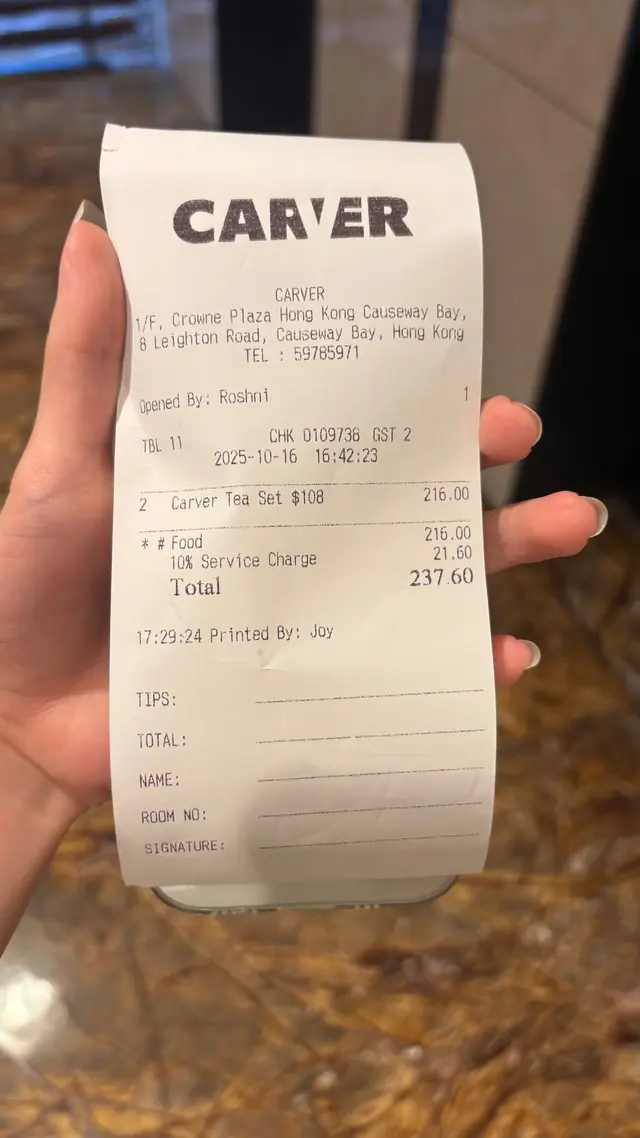 CARVER
CARVER
1/F, Crowne Plaza Hong Kong Causeway Bay,
8 Leighton Road, Causeway Bay, Hong Kong
TEL : 59785971
Opened By: Roshni 1
TBL 11 CHK 0109738 GST 2
2025-10-16 16:42:23
2 Carver Tea Set $108 216.00
* # Food 216.00
10% Service Charge 21.60
Total 237.60
17:29:24 Printed By: Joy
TIPS:
TOTAL:
NAME:
ROOM NO:
SIGNATURE: